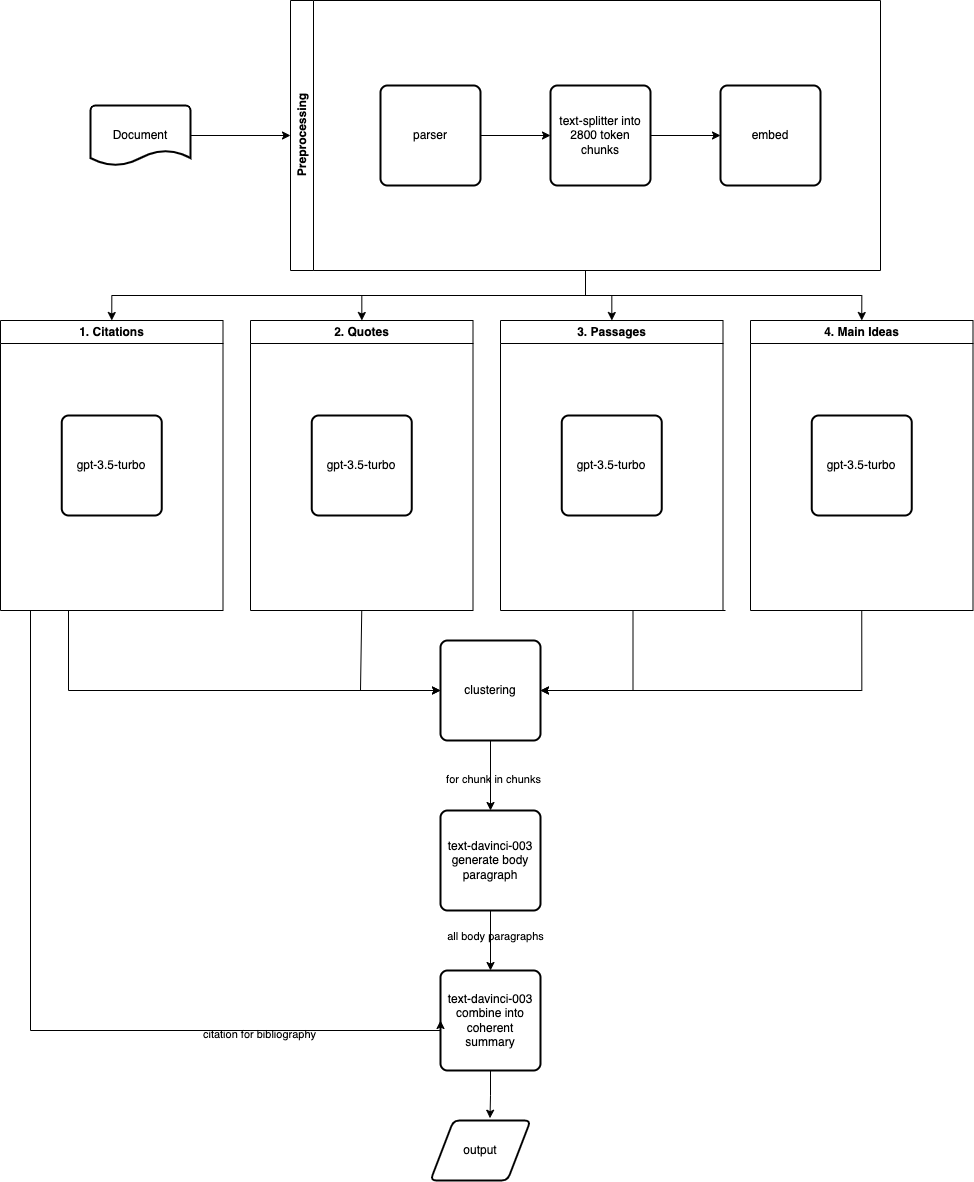 Document
Preprocessing
parser
text-splitter into
2800 token
chunks
embed
1. Citations
2. Quotes
3. Passages
4. Main Ideas
gpt-3.5-turbo
gpt-3.5-turbo
gpt-3.5-turbo
gpt-3.5-turbo
clustering
for chunk in chunks
text-davinci-003
generate body
paragraph
all body paragraphs
text-davinci-003
combine into
coherent
summary
citation for bibliography
output